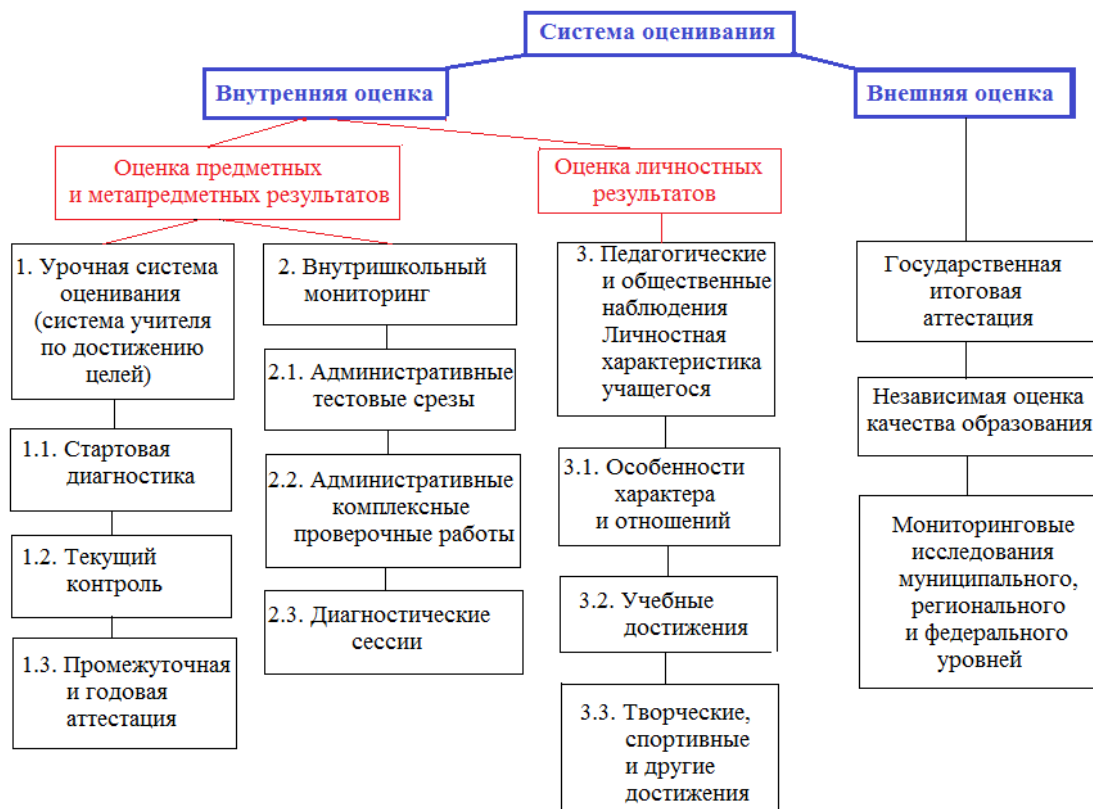 Система оценивания
Внутренняя оценка
Внешняя оценка
Оценка предметных
и метапредметных результатов
Оценка личностных
результатов
1. Урочная система
оценивания
(система учителя
по достижению
целей)
1.1. Стартовая
диагностика
1.2. Текущий
контроль
1.3. Промежуточная
и годовая
аттестация
2. Внутришкольный
мониторинг
2.1. Административные
тестовые срезы
2.2. Административные
комплексные
проверочные работы
2.3. Диагностические
сессии
3. Педагогические
и общественные
наблюдения
Личностная
характеристика
учащегося
3.1. Особенности
характера
и отношений
3.2. Учебные
достижения
3.3. Творческие,
спортивные
и другие
достижения
Государственная
итоговая
аттестация
Независимая оценка
качества образования
Мониторинговые
исследования
муниципального,
регионального
и федерального
уровней